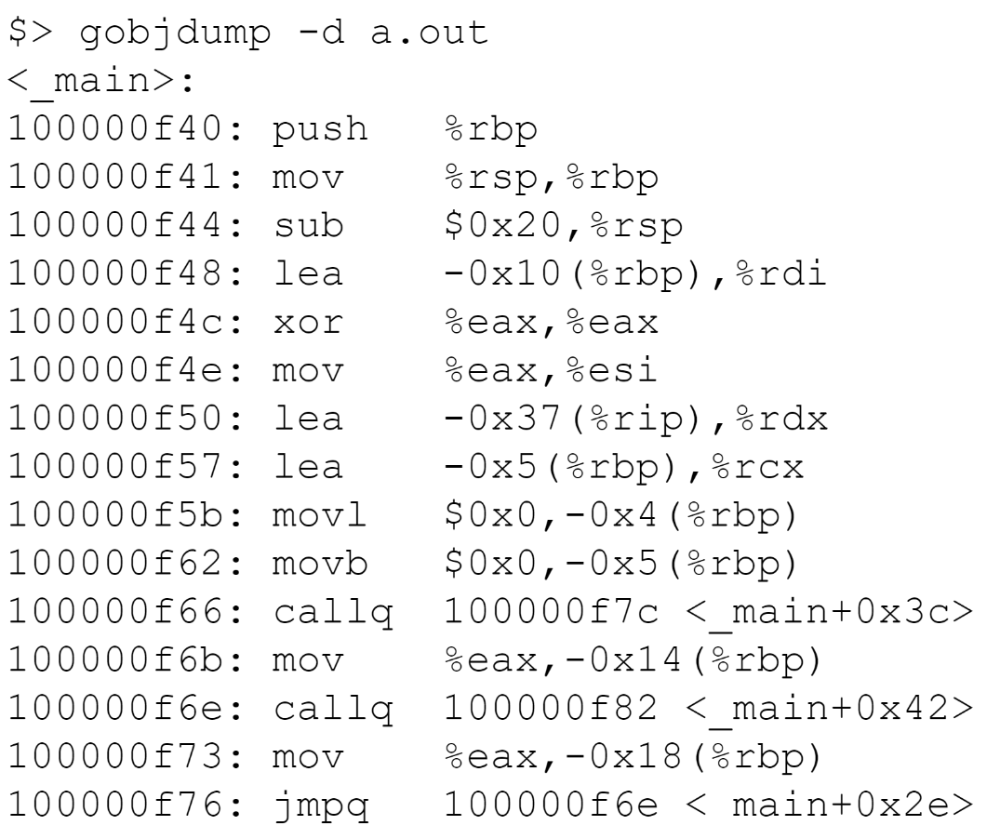 $> gobjdump -d a.out
<_main>:
100000f40: push %rbp
100000f41: mov %rsp,%rbp
100000f44: sub $0x20,%rsp
100000f48: lea -0x10(%rbp),%rdi
100000f4c: xor %eax,%eax
100000f4e: mov %eax,%esi
100000f50: lea -0x37(%rip),%rdx
100000f57: lea -0x5(%rbp),%rcx
100000f5b: movl $0x0,-0x4(%rbp)
100000f62: movb $0x0,-0x5(%rbp)
100000f66: callq 100000f7c <_main+0x3c>
100000f6b: mov %eax,-0x14(%rbp)
100000f6e: callq 100000f82 <_main+0x42>
100000f73: mov %eax,-0x18(%rbp)
100000f76: jmpq 100000f6e < main+0x2e>